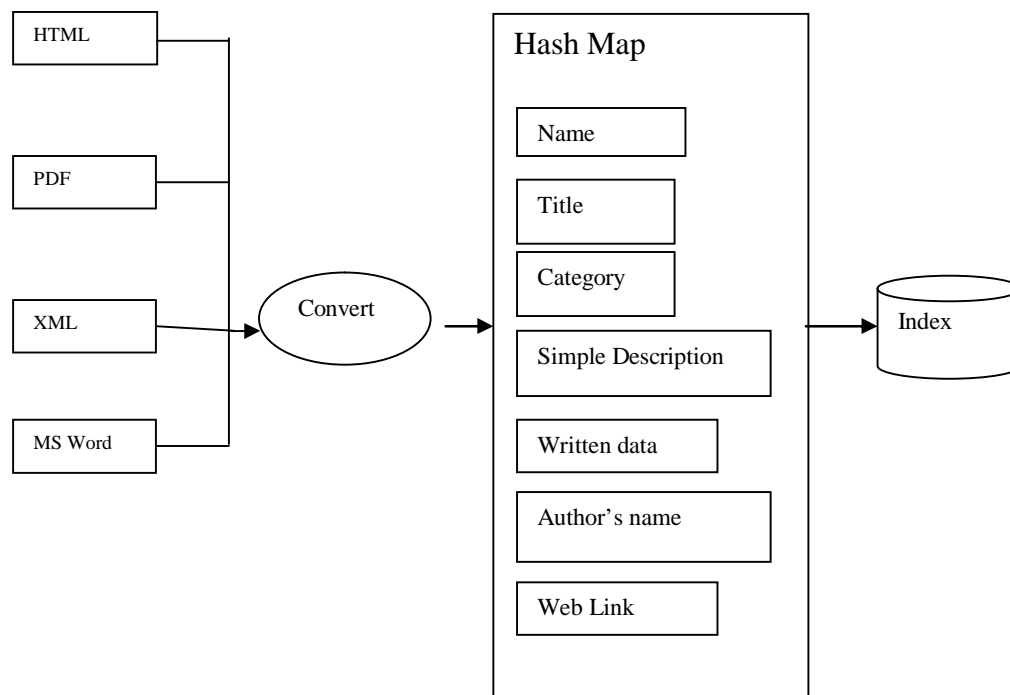 HTML
PDF
XML
MS Word
Convert
Hash Map
Name
Title
Category
Simple Description
Written data
Author’s name
Web Link
Index